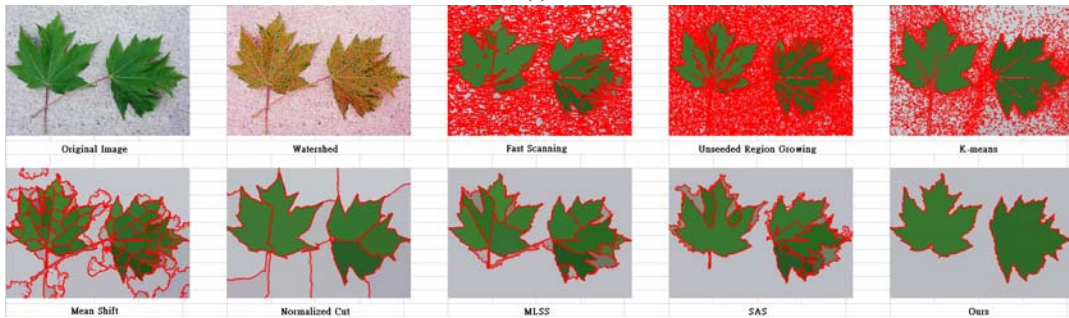 Original Image
Watershed
Fast Scanning
Unseeded Region Growing
K-means
Mean Shift
Normalized Cut
MLSS
SAS
Ours